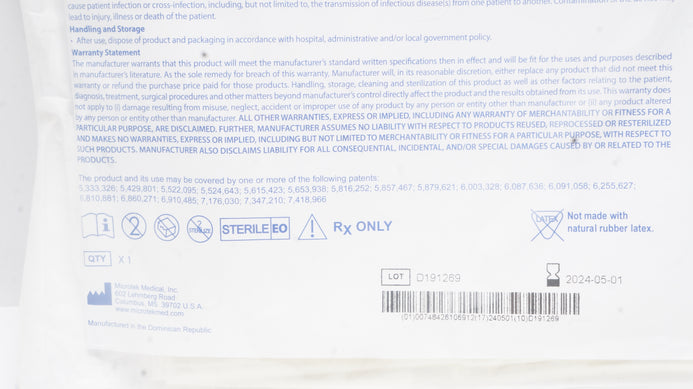 cause patient infection or cross-infection, including, but not limited to, the transmission of infectious disease(s) from one patient to another. Contamination of the
lead to injury, illness or death of the patient.
Handling and Storage
• After use, dispose of product and packaging in accordance with hospital, administrative and/or local government policy.
Warranty Statement
The manufacturer warrants that this product will meet the manufacturer's standard written specifications then in effect and will be fit for the uses and purposes described
in manufacturer's literature. As the sole remedy for breach of this warranty, Manufacturer will, in its reasonable discretion, either replace any product that did not meet this
warranty or refund the purchase price paid for those products. Handling, storage, cleaning and sterilization of this product as well as other factors relating to the patient,
diagnosis, treatment, surgical procedures and other matters beyond manufacturer's control directly affect the product and the results obtained from its use. This warranty does
not apply to (i) damage resulting from misuse, neglect, accident or improper use of any product by any person or entity other than manufacturer or (ii) any product altered
by any person or entity other than manufacturer. ALL OTHER WARRANTIES, EXPRESS OR IMPLIED, INCLUDING ANY WARRANTY OF MERCHANTABILITY OR FITNESS FOR A
PARTICULAR PURPOSE, ARE DISCLAIMED. FURTHER, MANUFACTURER ASSUMES NO LIABILITY WITH RESPECT TO PRODUCTS REUSED, REPROCESSED OR RESTERILIZED
AND MAKES NO WARRANTIES, EXPRESS OR IMPLIED, INCLUDING BUT NOT LIMITED TO MERCHANTABILITY OR FITNESS FOR A PARTICULAR PURPOSE, WITH RESPECT TO
SUCH PRODUCTS. MANUFACTURER ALSO DISCLAIMS LIABILITY FOR ALL CONSEQUENTIAL, INCIDENTAL, AND/OR SPECIAL DAMAGES CAUSED BY OR RELATED TO THE
PRODUCTS.
The product and its use may be covered by one or more of the following patents:
5,333,326; 5,429,801; 5,522,095; 5,524,643; 5,615,423; 5,653,938; 5,816,252; 5,857,467; 5,879,621; 6,003,328; 6,087,636; 6,091,058; 6,255,627;
6,810,881; 6,860,271; 6,910,485; 7,176,030; 7,347,210; 7,418,966
i 2 2 STERILIZE STERILE EO Rx ONLY
LATEX Not made with
natural rubber latex.
QTY X 1
Microtek Medical, Inc.
602 Lehmberg Road
Columbus, MS 39702 U.S.A.
www.microtekmed.com
Manufactured in the Dominican Republic
LOT D191269
2024-05-01
(01)00748426106912(17)240501(10)D191269